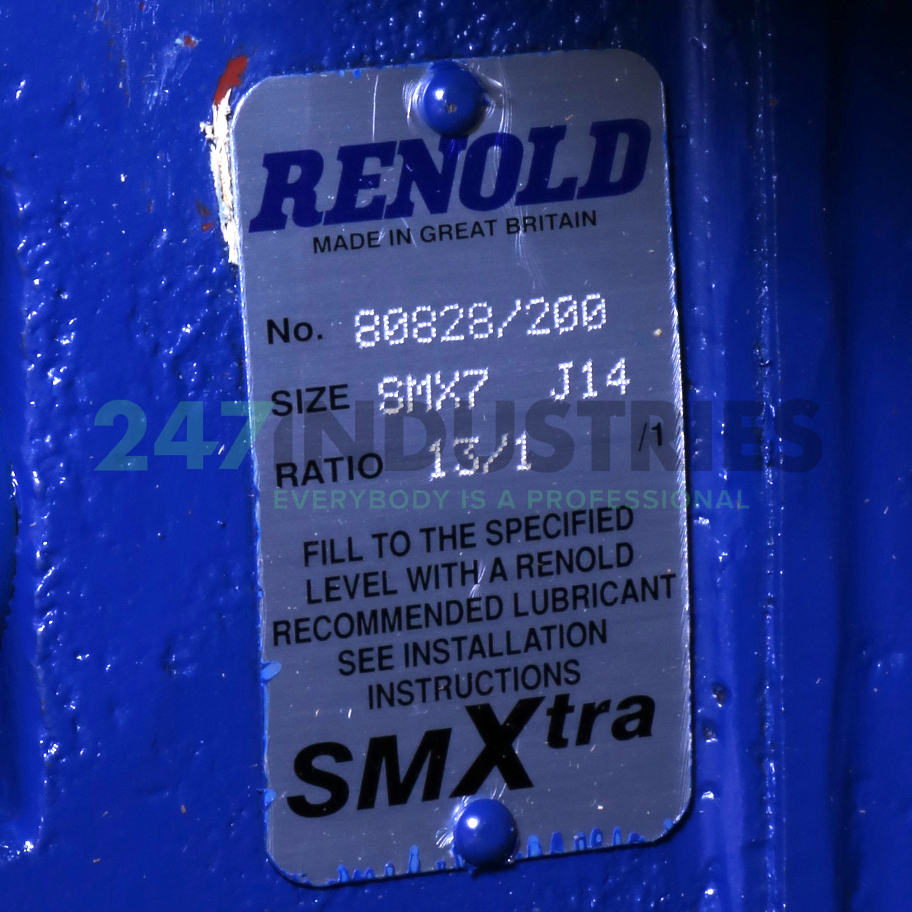 RENOLD
MADE IN GREAT BRITAIN
No. 80828/200
SIZE SMX7 J14
RATIO 13/1 /1
247INDUSTRIES
EVERYBODY IS A PROFESSIONAL
FILL TO THE SPECIFIED
LEVEL WITH A RENOLD
RECOMMENDED LUBRICANT
SEE INSTALLATION
INSTRUCTIONS
SMXtra